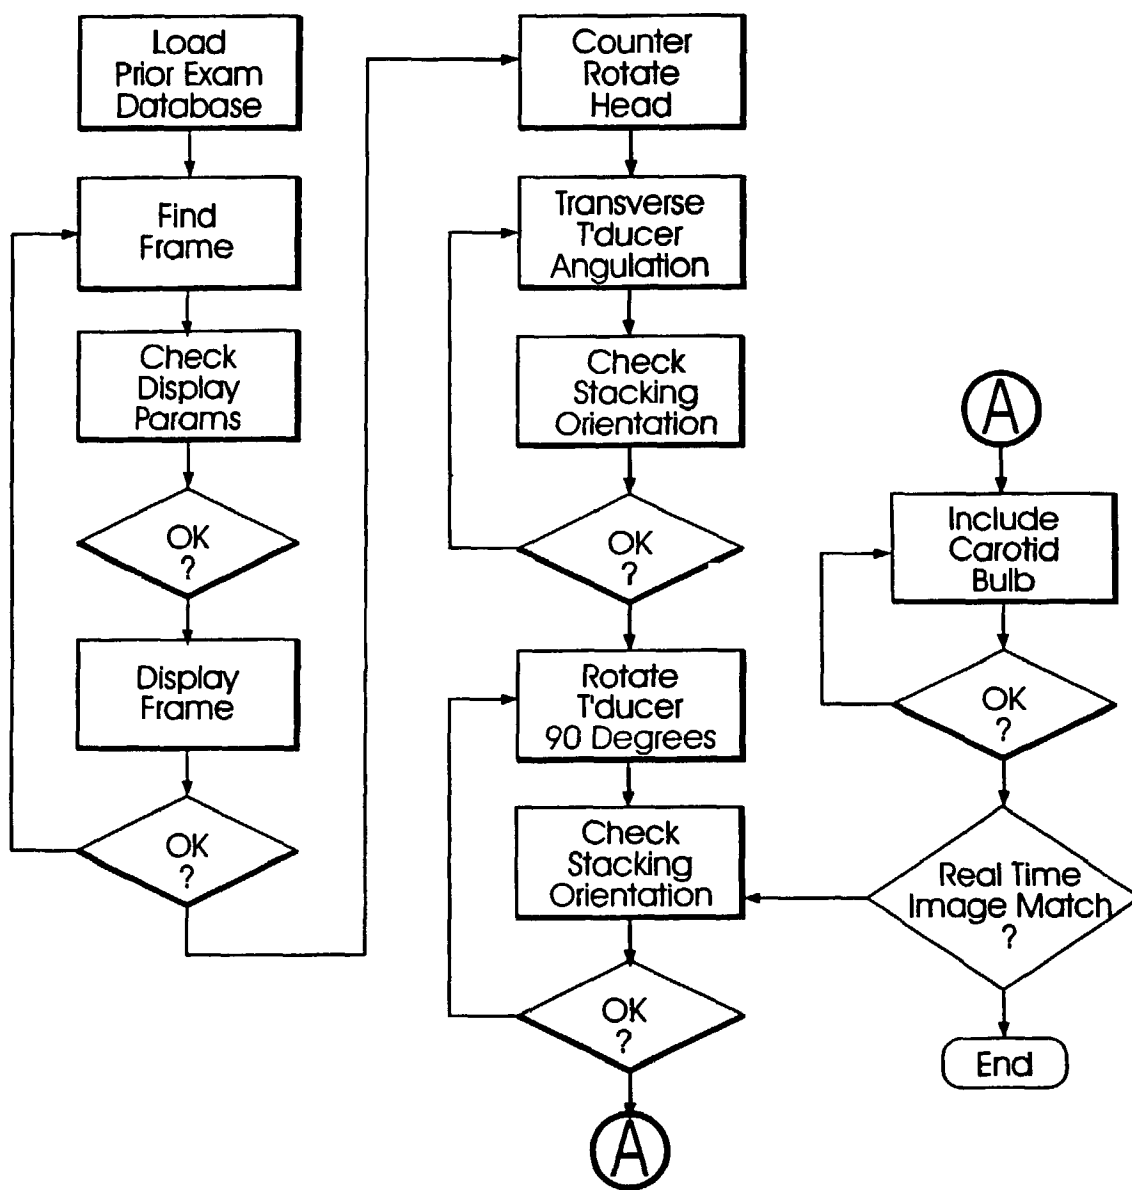 Load
Prior Exam
Database
Find
Frame
Check
Display
Params
OK
?
Display
Frame
OK
?
Counter
Rotate
Head
Transverse
T'ducer
Angulation
Check
Stacking
Orientation
OK
?
Rotate
T'ducer
90 Degrees
Check
Stacking
Orientation
OK
?
A
A
Include
Carotid
Bulb
OK
?
Real Time
Image Match
?
End